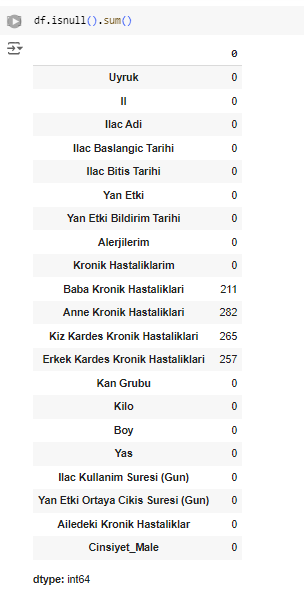 df.isnull().sum()
0
Uyruk 0
Il 0
Ilac Adi 0
Ilac Baslangic Tarihi 0
Ilac Bitis Tarihi 0
Yan Etki 0
Yan Etki Bildirim Tarihi 0
Alerjilerim 0
Kronik Hastaliklarim 0
Baba Kronik Hastaliklari 211
Anne Kronik Hastaliklari 282
Kiz Kardes Kronik Hastaliklari 265
Erkek Kardes Kronik Hastaliklari 257
Kan Grubu 0
Kilo 0
Boy 0
Yas 0
Ilac Kullanim Suresi (Gun) 0
Yan Etki Ortaya Cikis Suresi (Gun) 0
Ailedeki Kronik Hastaliklar 0
Cinsiyet_Male 0
dtype: int64